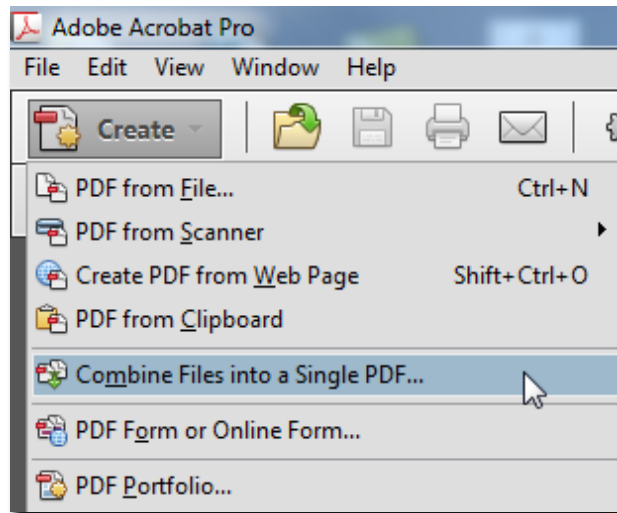 Adobe Acrobat Pro
File Edit View Window Help
Create
PDF from File... Ctrl+N
PDF from Scanner
Create PDF from Web Page Shift+Ctrl+O
PDF from Clipboard
Combine Files into a Single PDF...
PDF Form or Online Form...
PDF Portfolio...